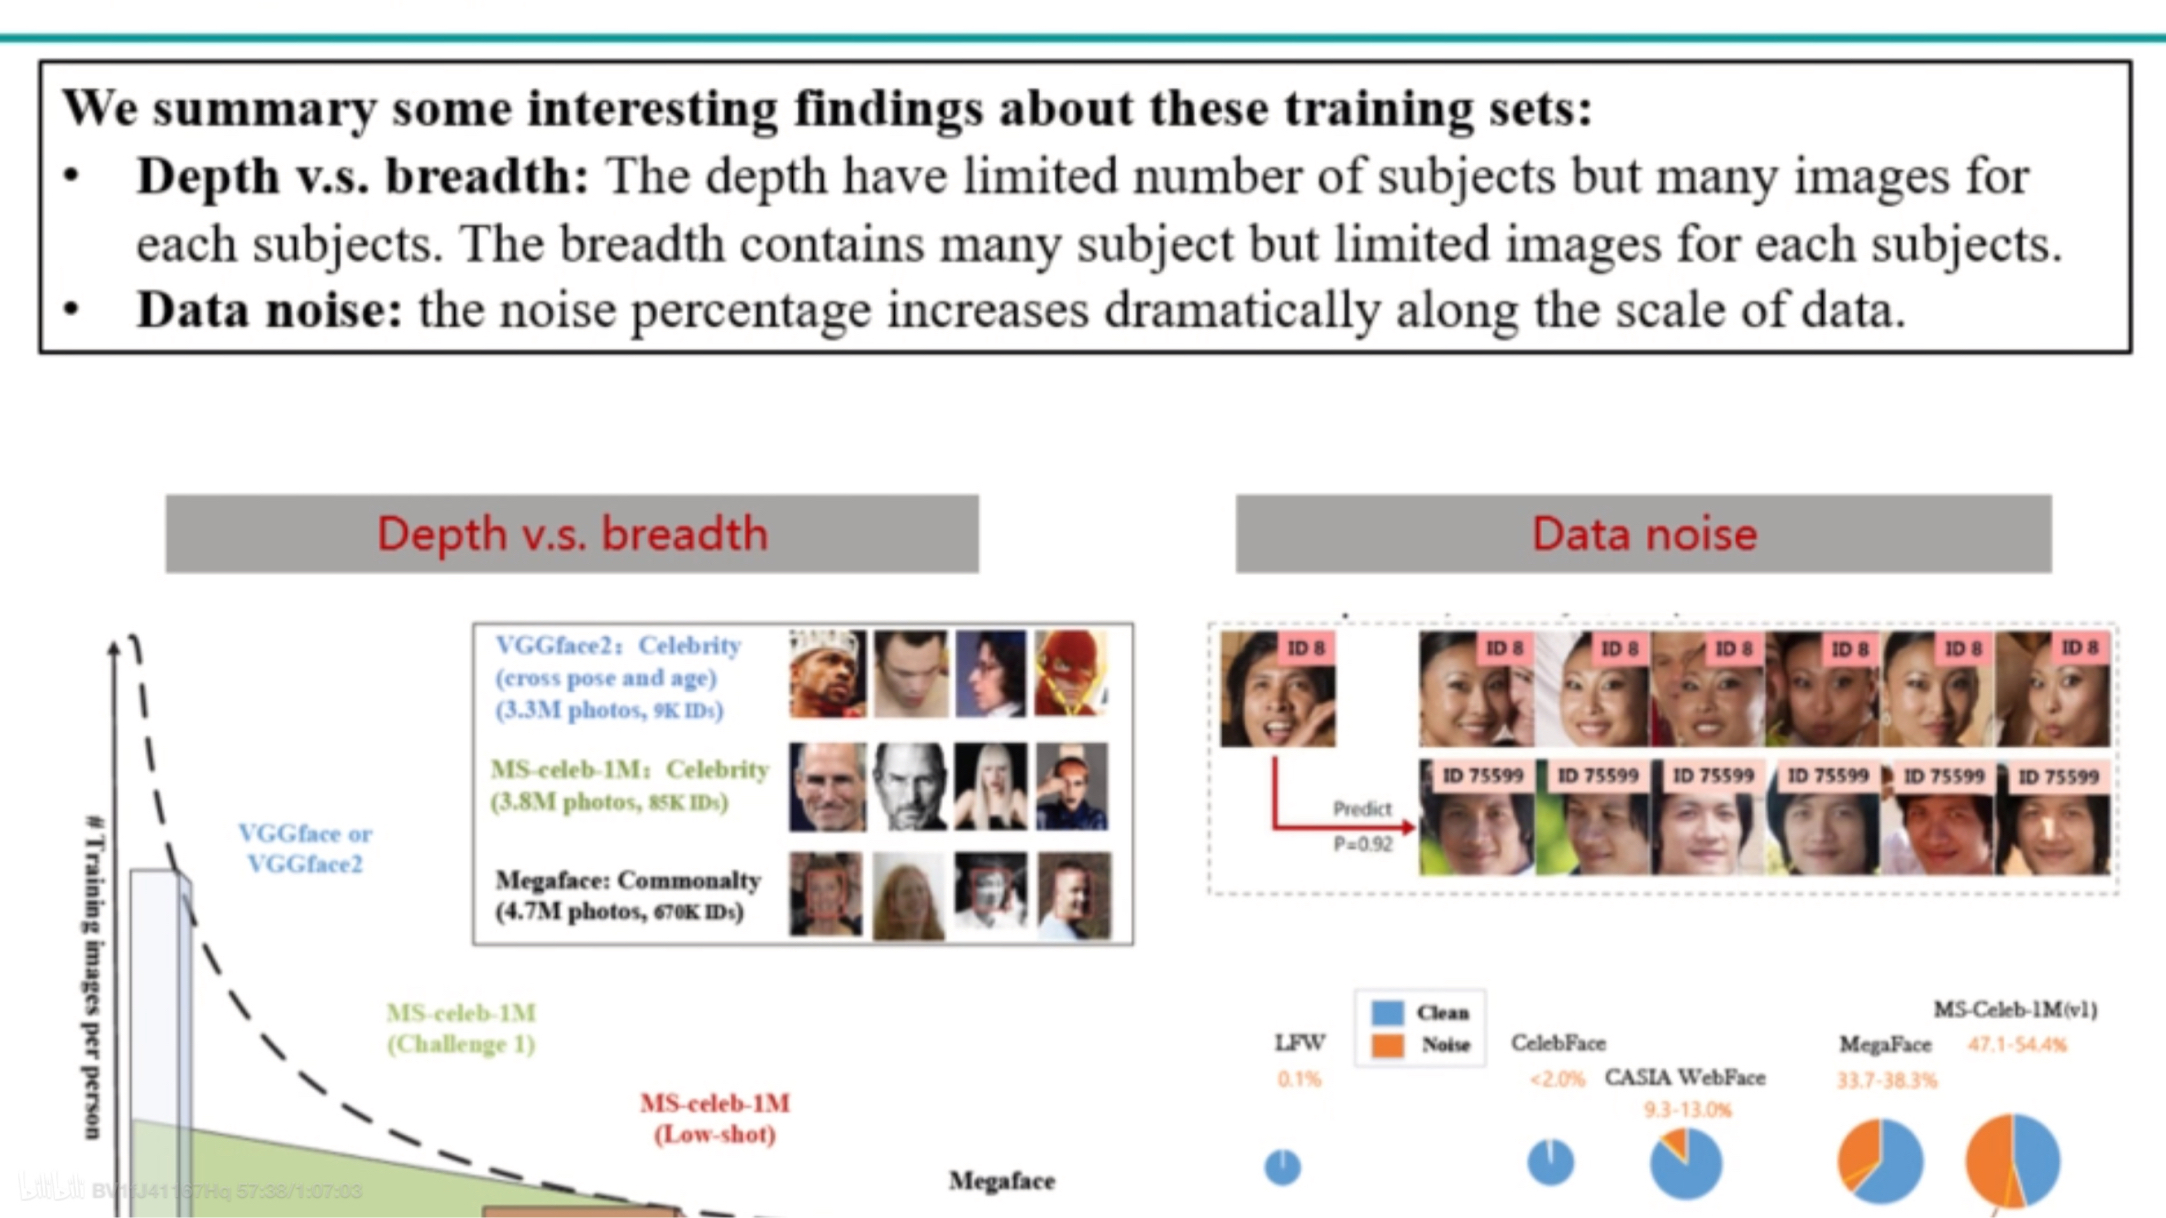 We summary some interesting findings about these training sets:
• Depth v.s. breadth: The depth have limited number of subjects but many images for
each subjects. The breadth contains many subject but limited images for each subjects.
• Data noise: the noise percentage increases dramatically along the scale of data.
Depth v.s. breadth
# Training images per person
VGGface or
VGGface2
VGGface2: Celebrity
(cross pose and age)
(3.3M photos, 9K IDs)
MS-celeb-1M: Celebrity
(3.8M photos, 85K IDs)
Megaface: Commonalty
(4.7M photos, 670K IDs)
MS-celeb-1M
(Challenge 1)
MS-celeb-1M
(Low-shot)
Megaface
Data noise
ID 8
ID 8 ID 8 ID 8 ID 8 ID 8 ID 8
ID 75599 ID 75599 ID 75599 ID 75599 ID 75599 ID 75599
Predict
P=0.92
Clean
Noise
LFW
0.1%
CelebFace
<2.0%
CASIA WebFace
9.3-13.0%
MegaFace
33.7-38.3%
MS-Celeb-1M(v1)
47.1-54.4%
bilibili
57:38/1:07:03